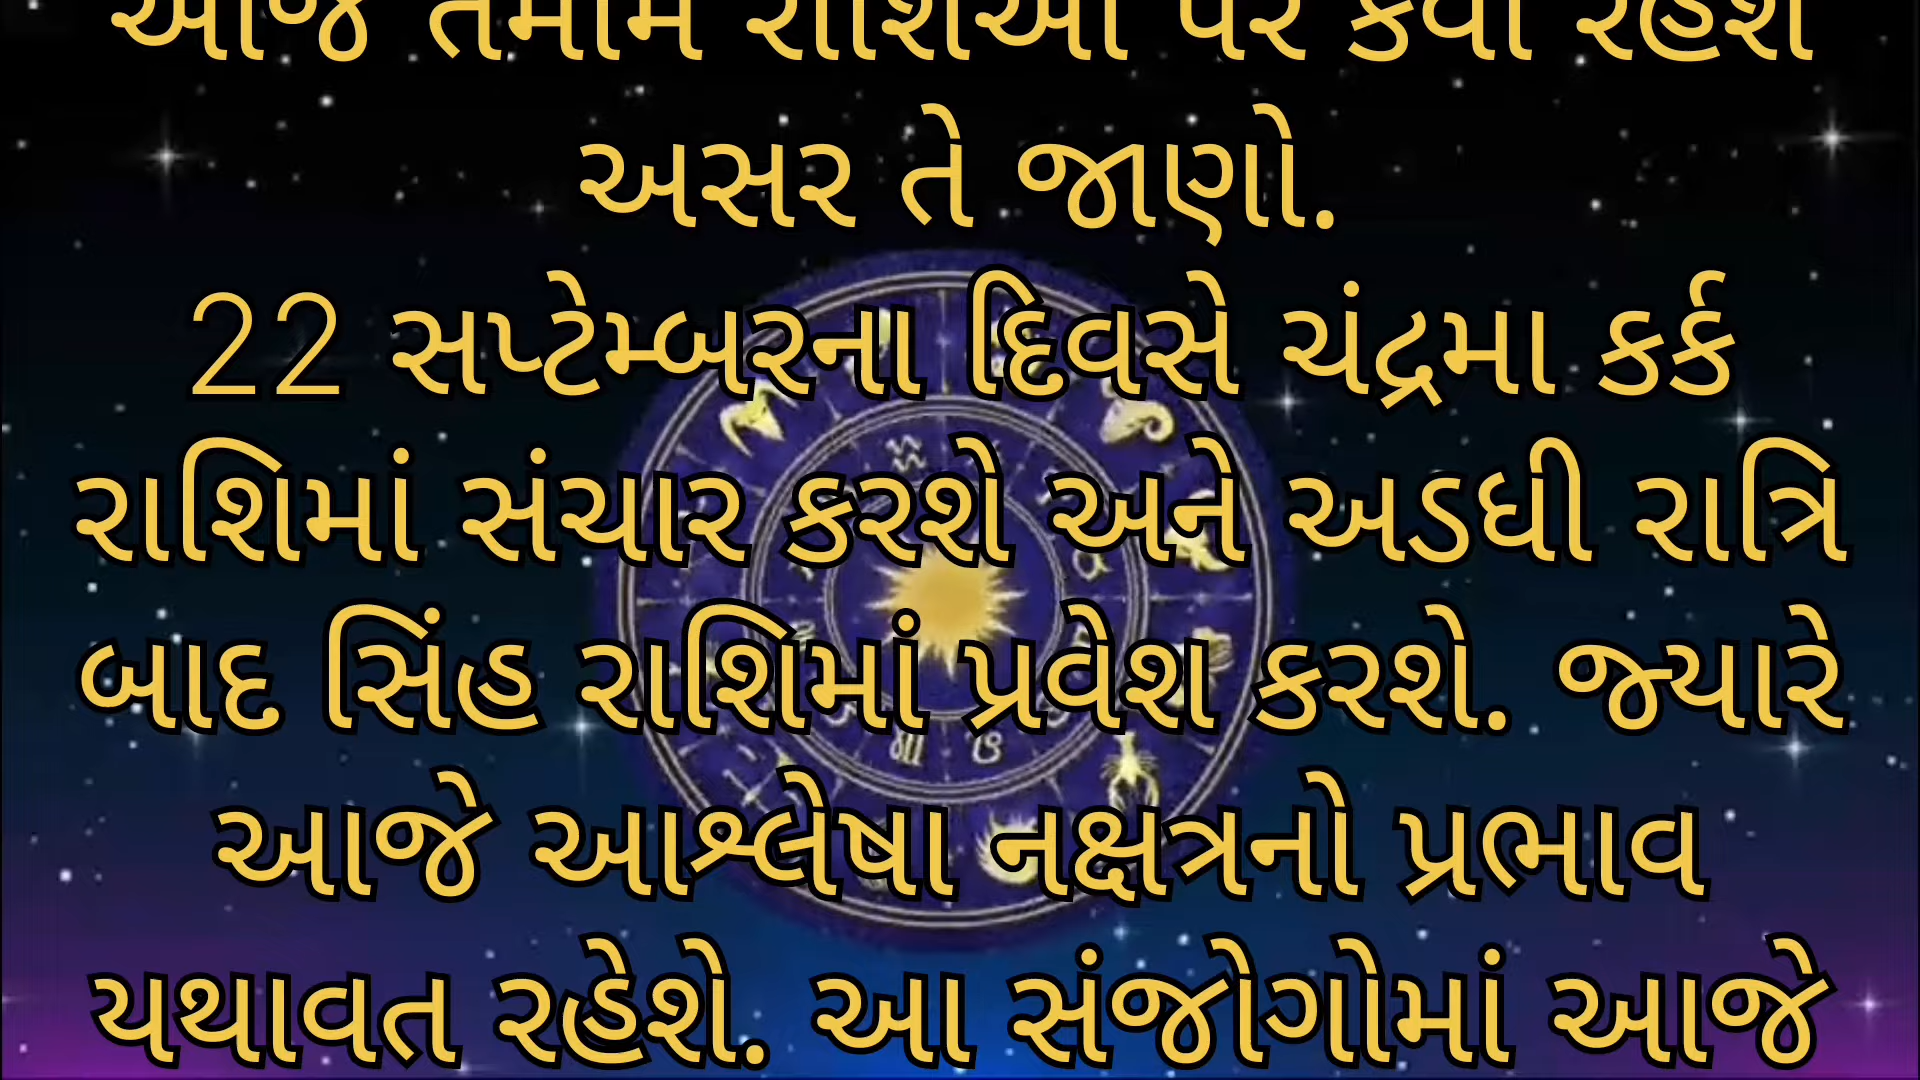 આજે તમામ રાશિઓ પર કેવી રહેશે
અસર તે જાણો.
22 સપ્ટેમ્બરના દિવસે ચંદ્રમા કર્ક
રાશિમાં સંચાર કરશે અને અડધી રાત્રિ
બાદ સિંહ રાશિમાં પ્રવેશ કરશે. જ્યારે
આજે આશ્લેષા નક્ષત્રનો પ્રભાવ
યથાવત રહેશે. આ સંજોગોમાં આજે